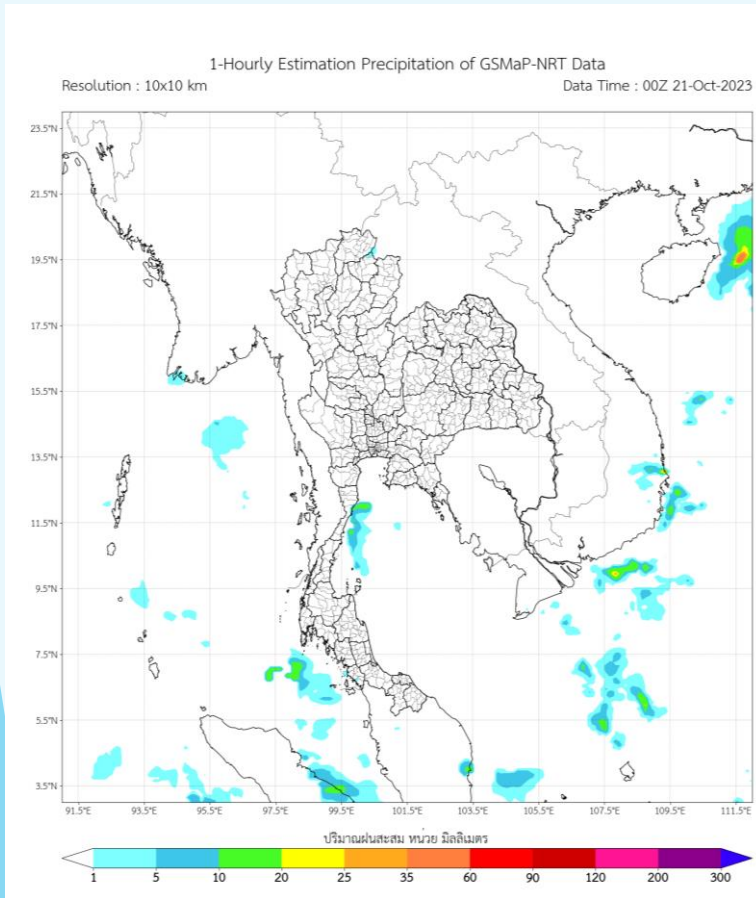 1-Hourly Estimation Precipitation of GSMaP-NRT Data
Resolution : 10x10 km
Data Time : 00Z 21-Oct-2023
23.5°N
21.5°N
19.5°N
17.5°N
15.5°N
13.5°N
11.5°N
9.5°N
7.5°N
5.5°N
3.5°N
91.5°E 93.5°E 95.5°E 97.5°E 99.5°E 101.5°E 103.5°E 105.5°E 107.5°E 109.5°E 111.5°E
ปริมาณฝนสะสม หน่วย มิลลิเมตร
1 5 10 20 25 35 60 90 120 200 300